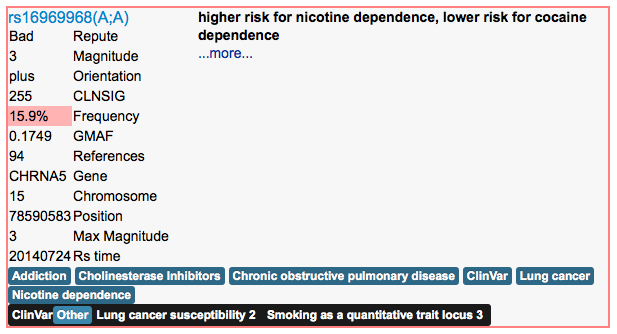 rs16969968(A;A) higher risk for nicotine dependence, lower risk for cocaine
Bad Repute dependence
3 Magnitude ...more...
plus Orientation
255 CLNSIG
15.9% Frequency
0.1749 GMAF
94 References
CHRNA5 Gene
15 Chromosome
78590583 Position
3 Max Magnitude
20140724 Rs time
Addiction Cholinesterase Inhibitors Chronic obstructive pulmonary disease ClinVar Lung cancer
Nicotine dependence
ClinVar Other Lung cancer susceptibility 2 Smoking as a quantitative trait locus 3